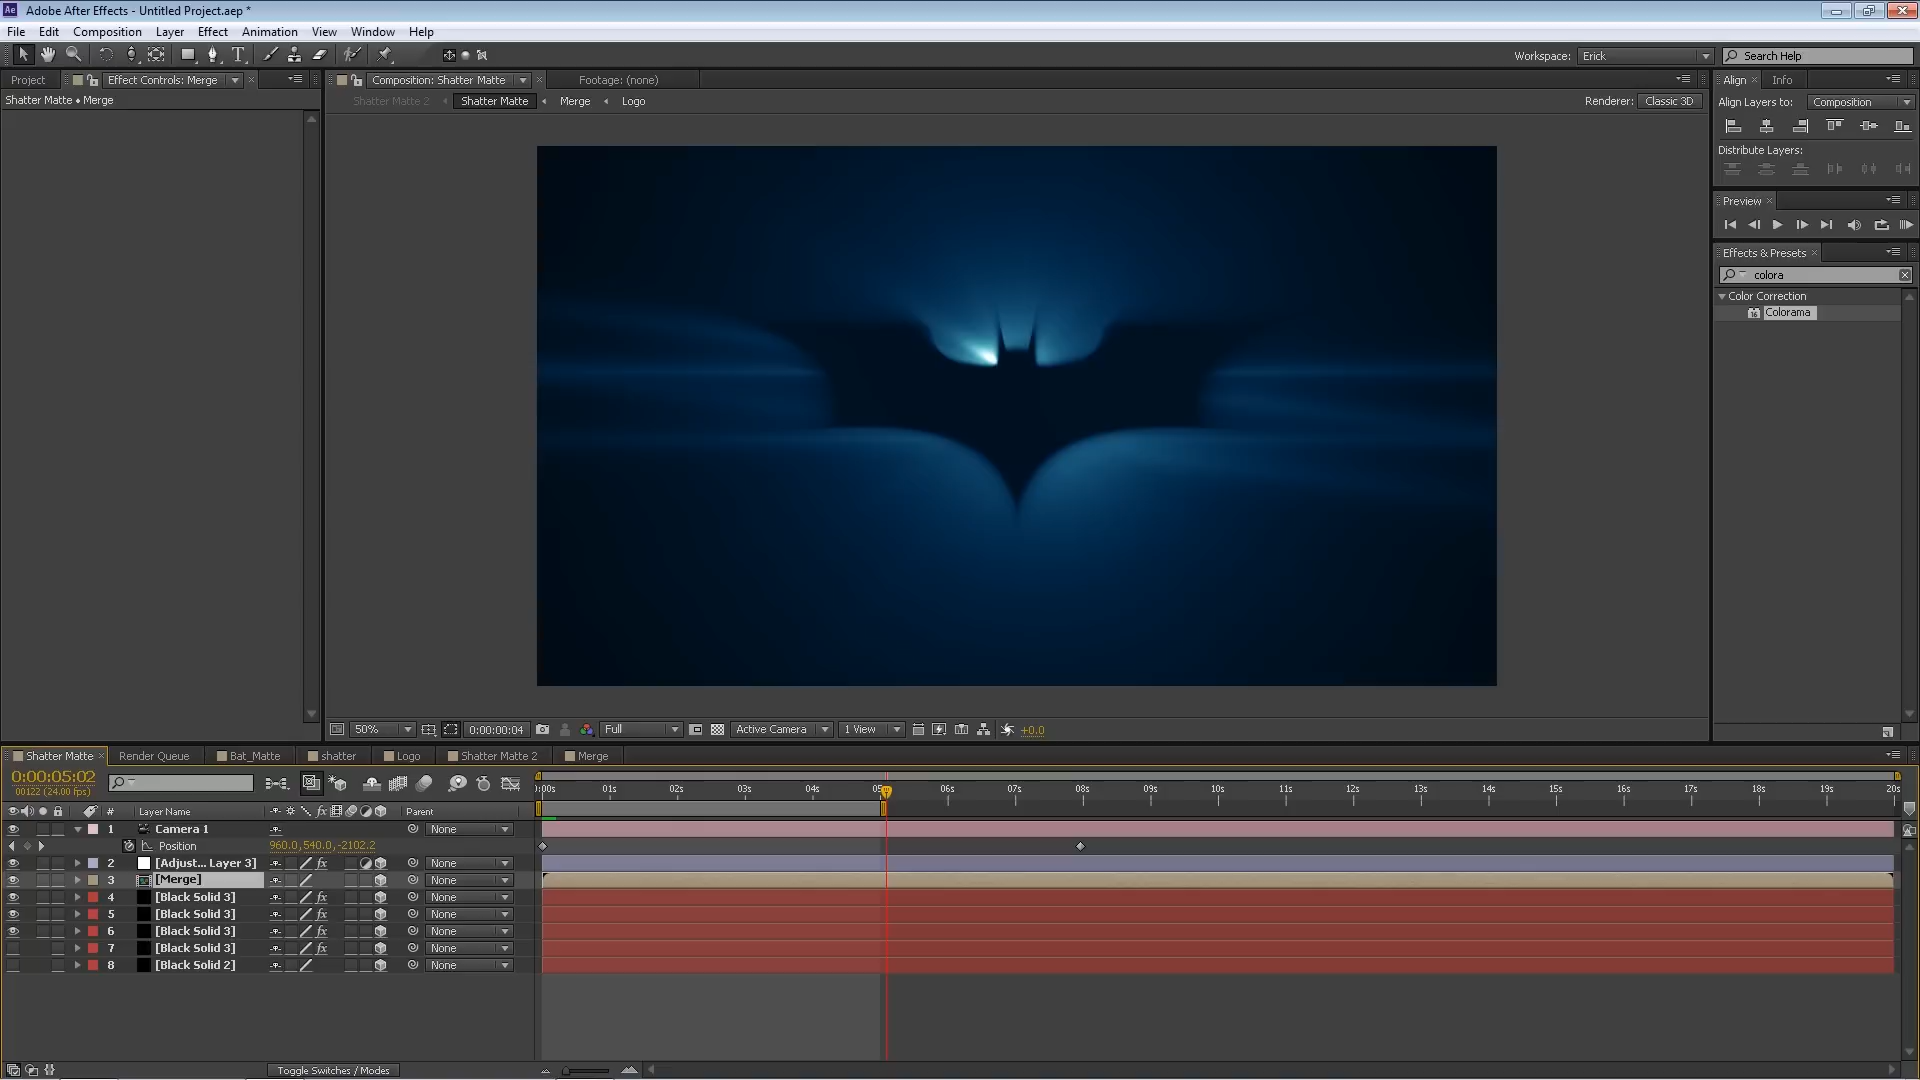 Ae Adobe After Effects - Untitled Project.aep *
File Edit Composition Layer Effect Animation View Window Help
Workspace: Erick Search Help
Project Effect Controls: Merge Composition: Shatter Matte Footage: (none) Align Info
Shatter Matte • Merge Shatter Matte 2 Shatter Matte Merge Logo Renderer: Classic 3D Align Layers to: Composition
Distribute Layers:
Preview
Effects & Presets
colora
Color Correction
Colorama
50% 0:00:00:04 Full Active Camera 1 View +0.0
Shatter Matte Render Queue Bat_Matte shatter Logo Shatter Matte 2 Merge
0:00:05:02
00122 (24.00 fps)
):00s 01s 02s 03s 04s 05s 06s 07s 08s 09s 10s 11s 12s 13s 14s 15s 16s 17s 18s 19s 20s
# Layer Name fx Parent
1 Camera 1 None
Position 960.0, 540.0, -2102.2
2 [Adjust... Layer 3] fx None
3 [Merge] None
4 [Black Solid 3] fx None
5 [Black Solid 3] fx None
6 [Black Solid 3] fx None
7 [Black Solid 3] fx None
8 [Black Solid 2] None
Toggle Switches / Modes